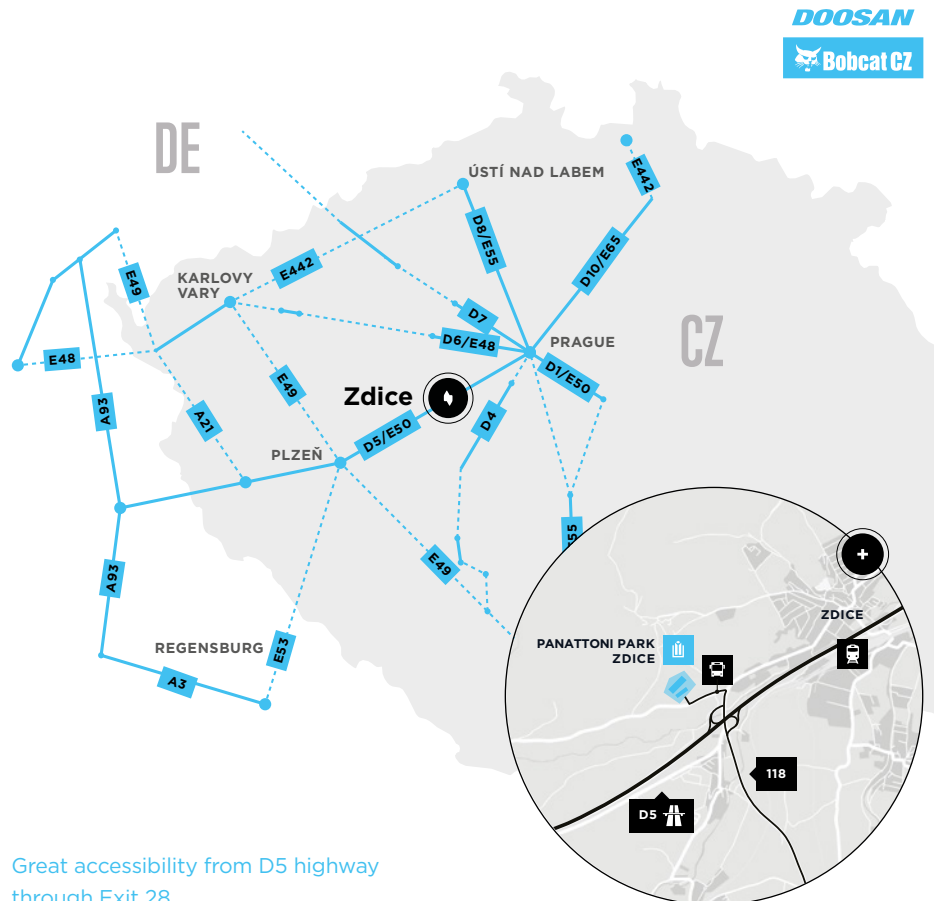 DOOSAN
Bobcat CZ
DE
ÚSTÍ NAD LABEM
E442
D8/E55
D10/E65
E442
KARLOVY
VARY
E49
D7
CZ
D6/E48
PRAGUE
E48
D1/E50
E49
Zdice
A93
A21
D4
D5/E50
PLZEŇ
E55
E49
A93
ZDICE
PANATTONI PARK
ZDICE
REGENSBURG
E53
A3
118
D5
Great accessibility from D5 highway
through Exit 28